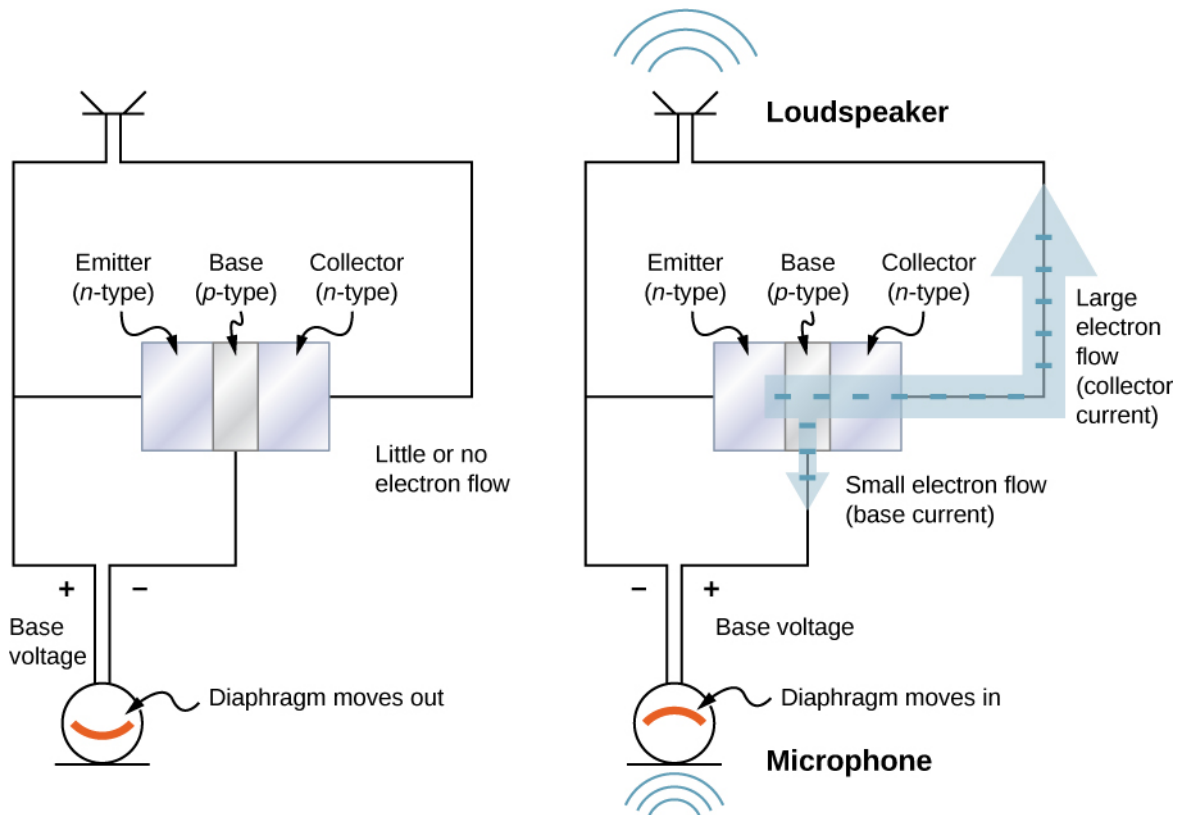 Loudspeaker
Emitter
(n-type)
Base
(p-type)
Collector
(n-type)
Little or no
electron flow
+ −
Base
voltage
Diaphragm moves out
Emitter
(n-type)
Base
(p-type)
Collector
(n-type)
Large
electron
flow
(collector
current)
Small electron flow
(base current)
− +
Base voltage
Diaphragm moves in
Microphone